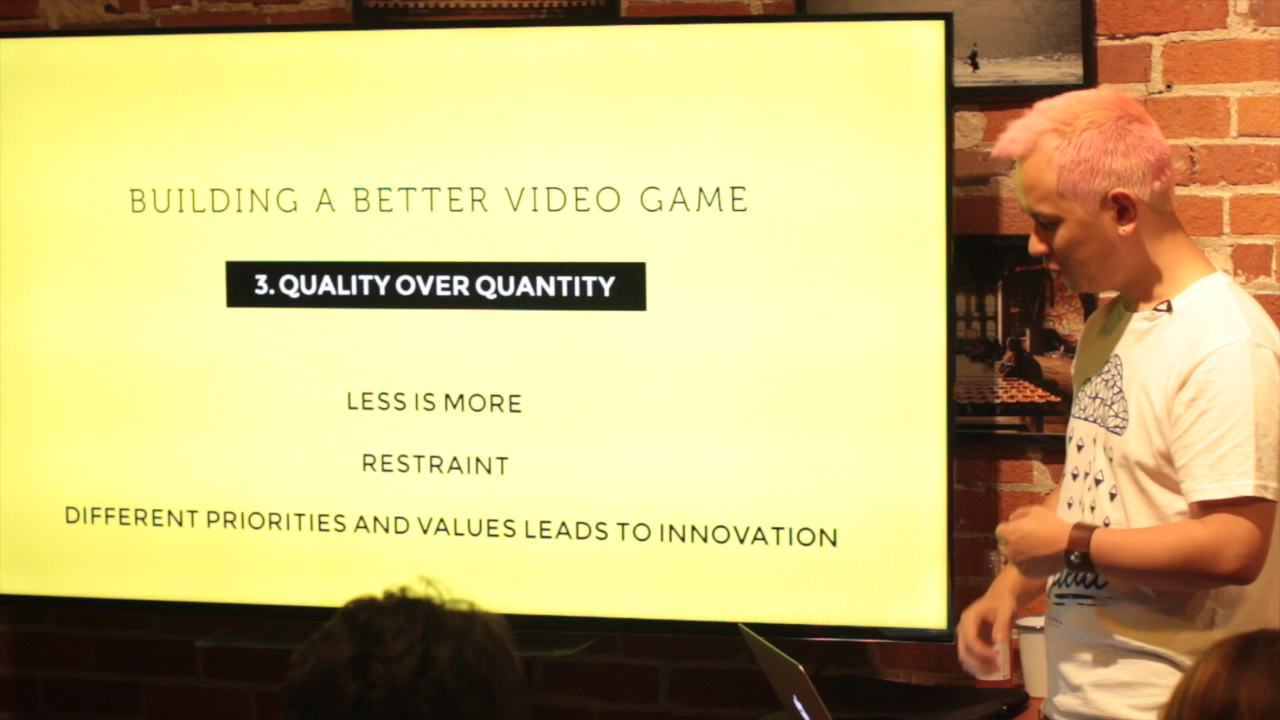 BUILDING A BETTER VIDEO GAME
3. QUALITY OVER QUANTITY
LESS IS MORE
RESTRAINT
DIFFERENT PRIORITIES AND VALUES LEADS TO INNOVATION